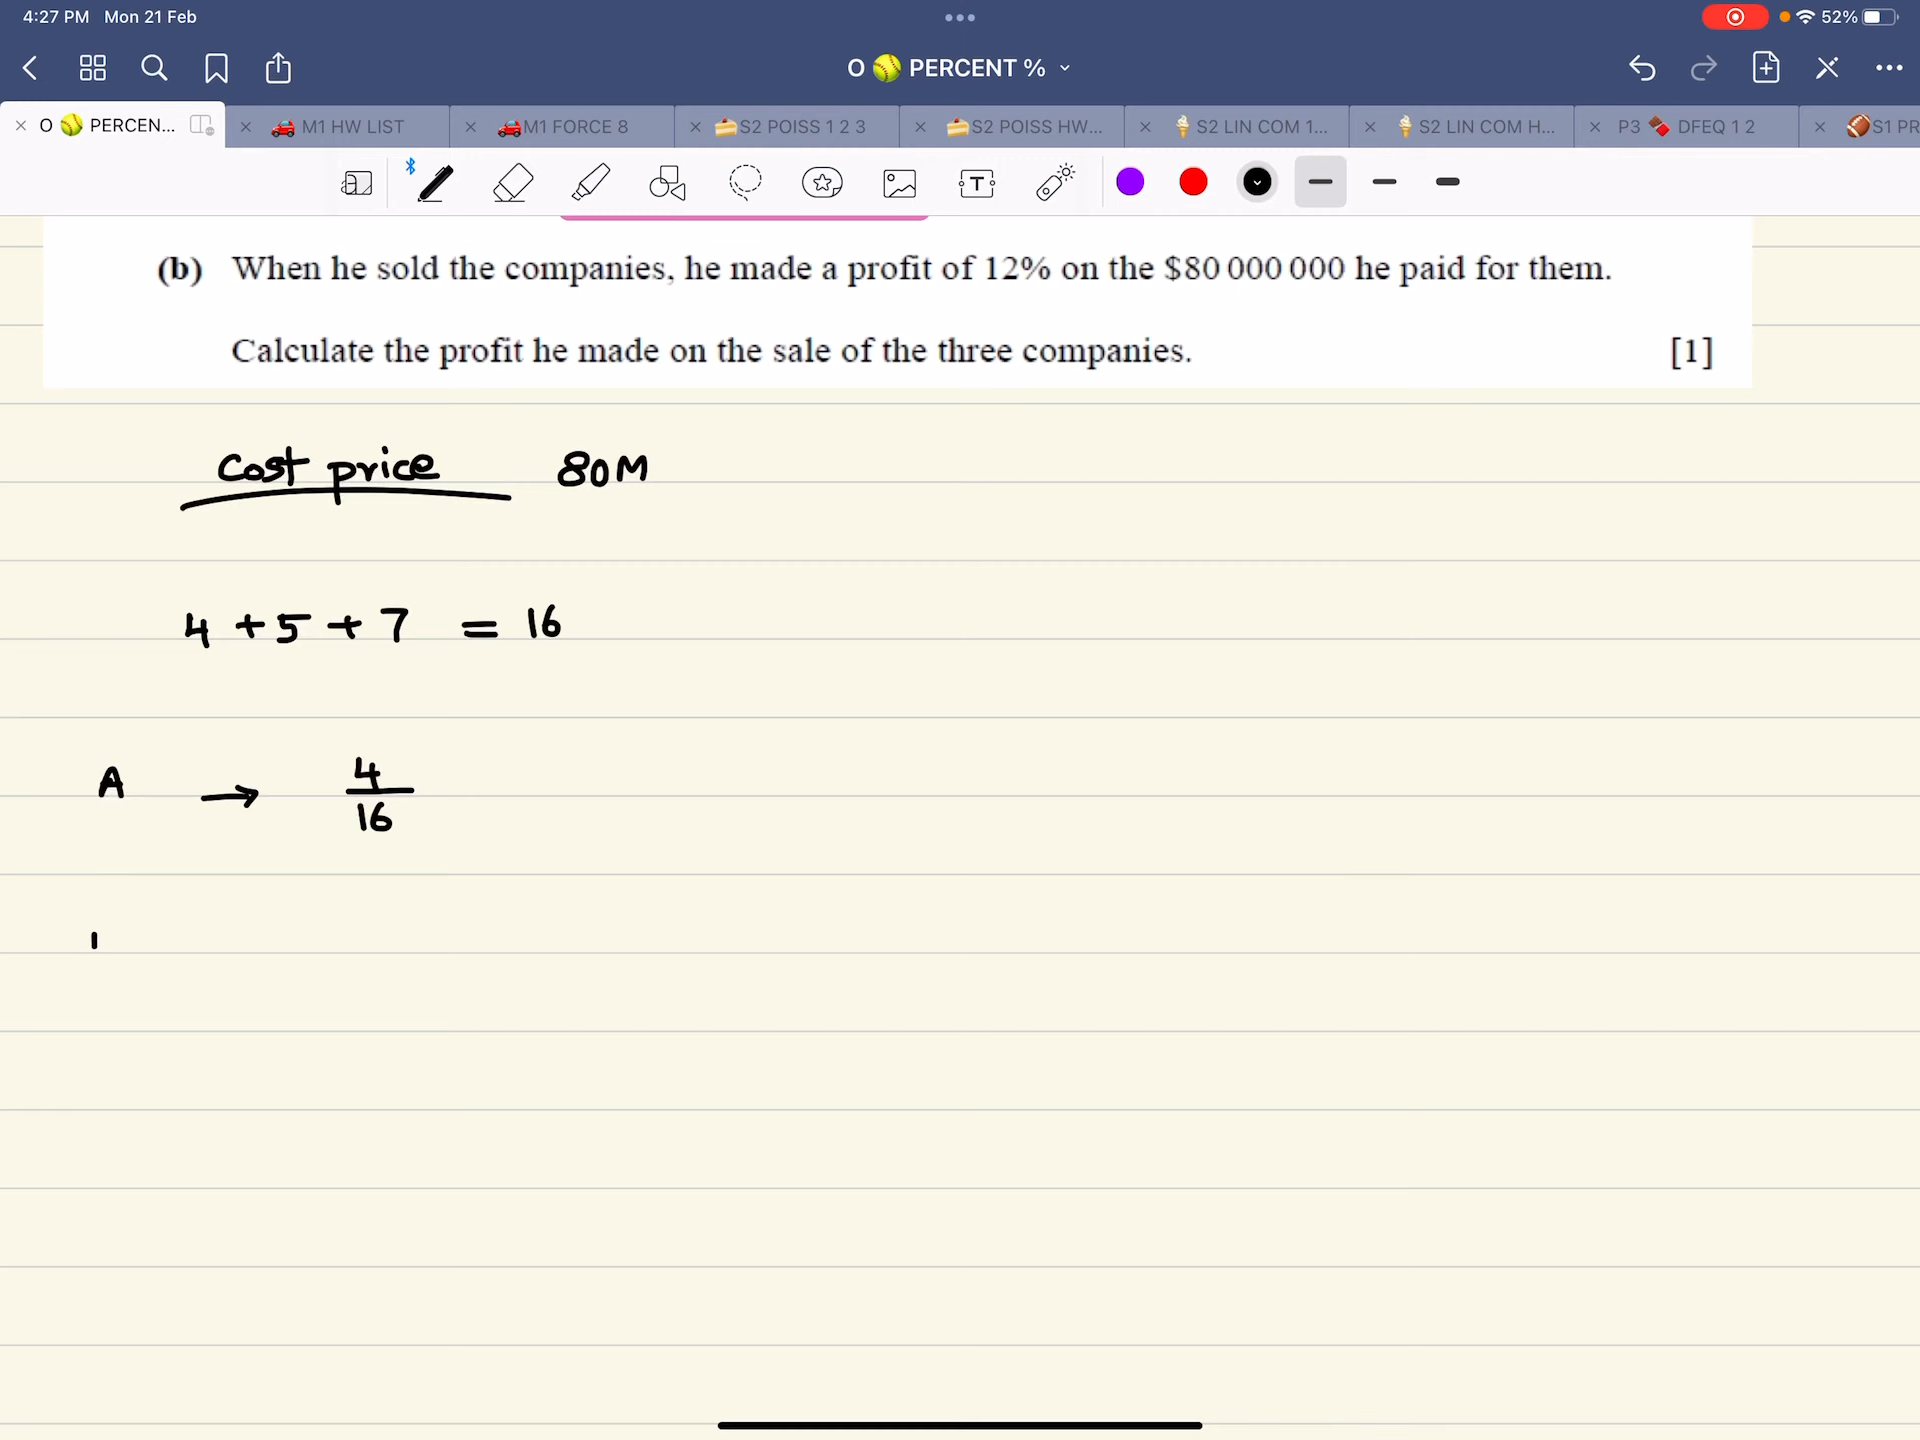 4:27 PM Mon 21 Feb 52%
O 🥎 PERCENT %
O 🥎 PERCEN... M1 HW LIST M1 FORCE 8 S2 POISS 1 2 3 S2 POISS HW... S2 LIN COM 1... S2 LIN COM H... P3 DFEQ 1 2 S1 PR
(b) When he sold the companies, he made a profit of 12% on the $80 000 000 he paid for them.
Calculate the profit he made on the sale of the three companies. [1]
Cost price 80M
4 + 5 + 7 = 16
A → 4/16